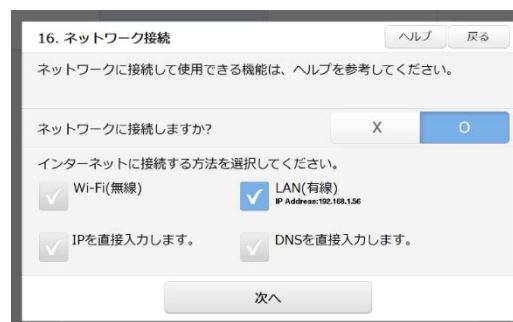 16. ネットワーク接続
ヘルプ
戻る
ネットワークに接続して使用できる機能は、ヘルプを参考してください。
ネットワークに接続しますか?
X
O
インターネットに接続する方法を選択してください。
Wi-Fi(無線)
LAN(有線)
IP Address:192.168.1.56
IPを直接入力します。
DNSを直接入力します。
次へ